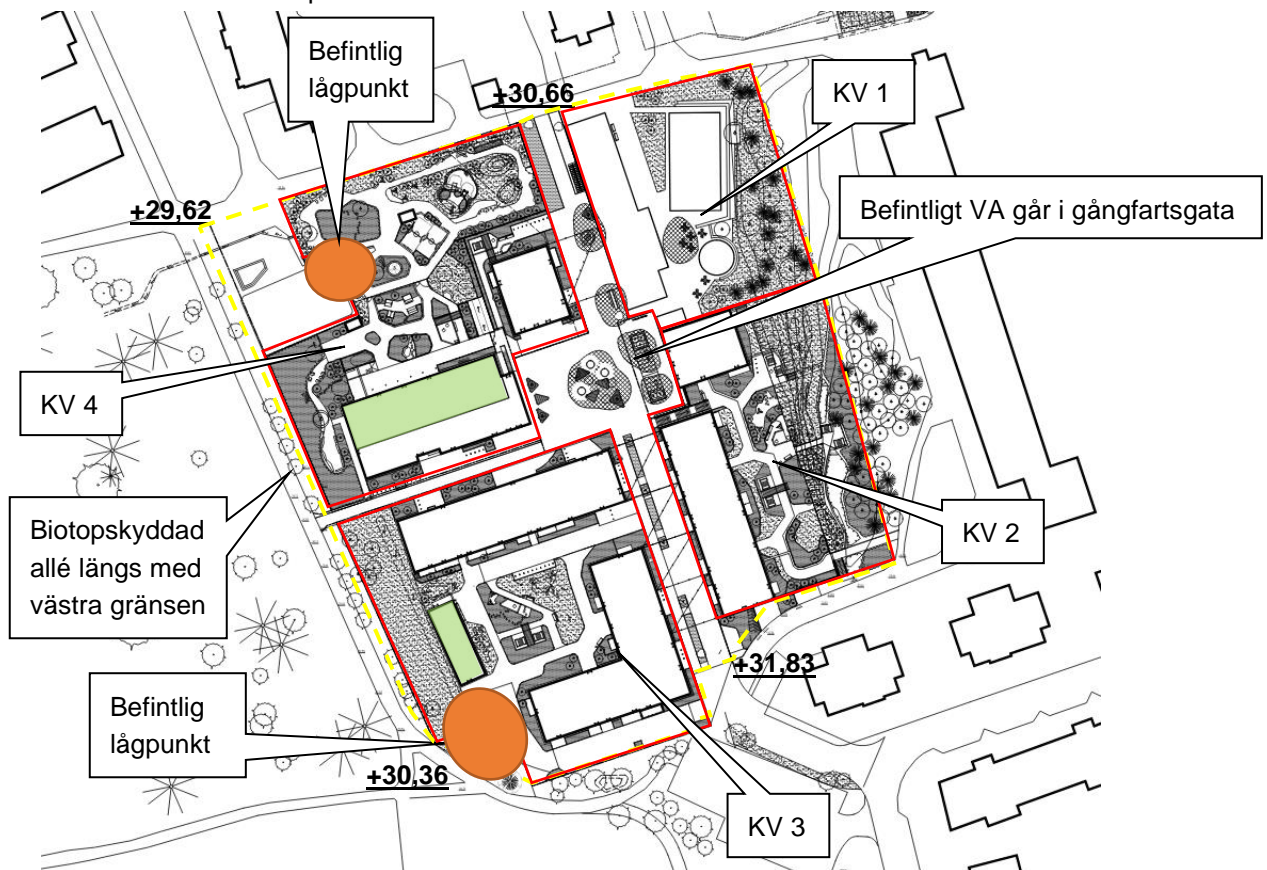 Befintlig
lågpunkt
+30,66
KV 1
+29,62
Befintligt VA går i gångfartsgata
KV 4
Biotopskyddad
allé längs med
västra gränsen
KV 2
+31,83
Befintlig
lågpunkt
+30,36
KV 3